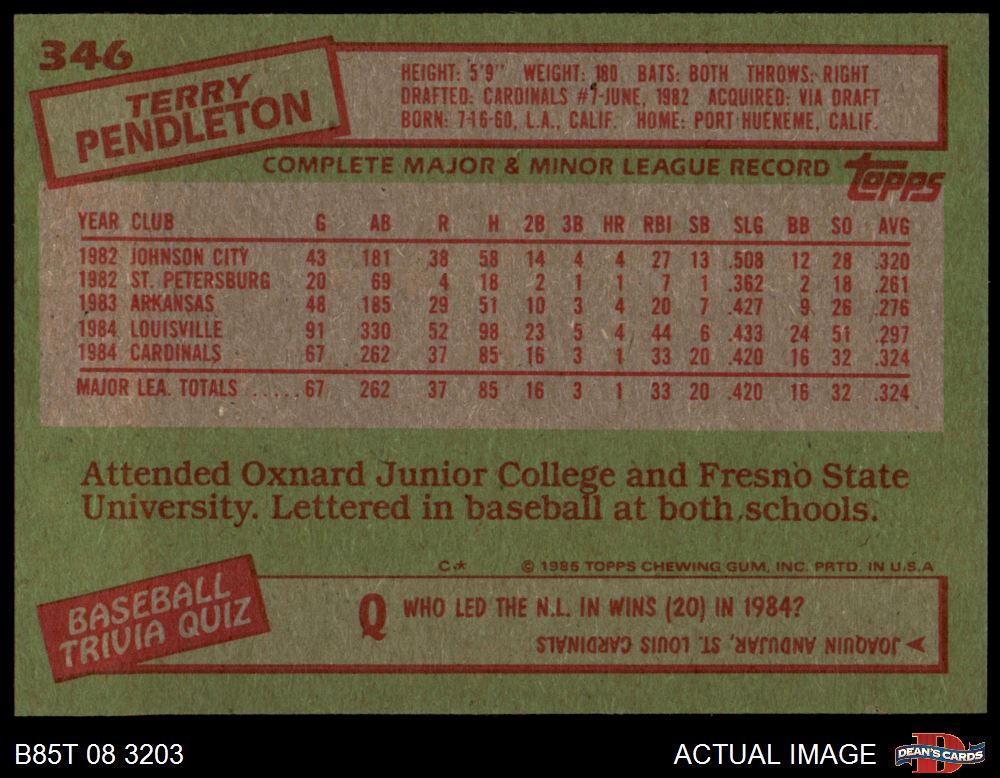 346
TERRY
PENDLETON
HEIGHT: 5'9" WEIGHT: 180 BATS: BOTH THROWS: RIGHT
DRAFTED: CARDINALS #7-JUNE, 1982 ACQUIRED: VIA DRAFT
BORN: 7-16-60, L.A., CALIF. HOME: PORT HUENEME, CALIF.
COMPLETE MAJOR & MINOR LEAGUE RECORD
topps
YEAR CLUB G AB R H 2B 3B HR RBI SB SLG BB SO AVG
1982 JOHNSON CITY 43 181 38 58 14 4 4 27 13 .508 12 28 .320
1982 ST. PETERSBURG 20 69 4 18 2 1 1 7 1 .362 2 18 .261
1983 ARKANSAS 48 185 29 51 10 3 4 20 7 .427 9 26 .276
1984 LOUISVILLE 91 330 52 98 23 5 4 44 6 .433 24 51 .297
1984 CARDINALS 67 262 37 85 16 3 1 33 20 .420 16 32 .324
MAJOR LEA. TOTALS ..... 67 262 37 85 16 3 1 33 20 .420 16 32 .324
Attended Oxnard Junior College and Fresno State
University. Lettered in baseball at both schools.
C* © 1985 TOPPS CHEWING GUM, INC. PRTD. IN U.S.A
BASEBALL
TRIVIA QUIZ
Q WHO LED THE N.L. IN WINS (20) IN 1984?
JOAQUIN ANDUJAR, ST. LOUIS CARDINALS
B85T 08 3203
ACTUAL IMAGE
DEAN'S CARDS